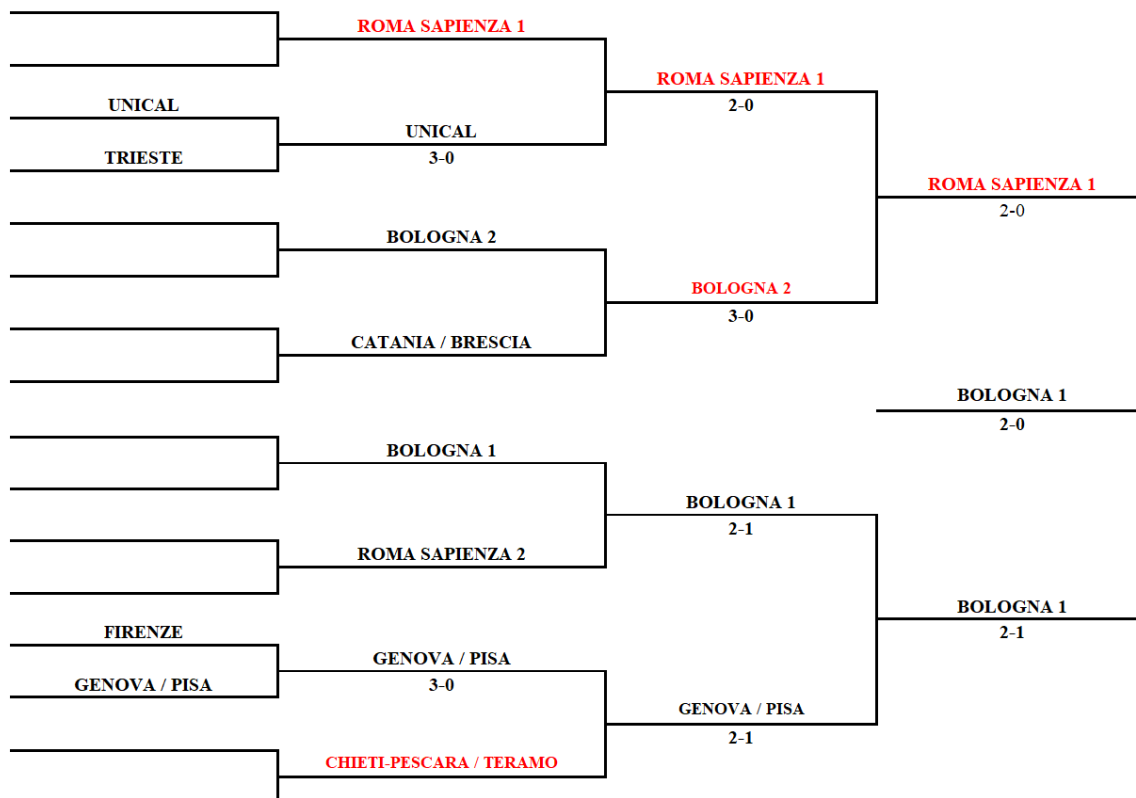 ROMA SAPIENZA 1
ROMA SAPIENZA 1
2-0
UNICAL
UNICAL
TRIESTE
3-0
ROMA SAPIENZA 1
2-0
BOLOGNA 2
BOLOGNA 2
3-0
CATANIA / BRESCIA
BOLOGNA 1
2-0
BOLOGNA 1
BOLOGNA 1
2-1
ROMA SAPIENZA 2
BOLOGNA 1
2-1
FIRENZE
GENOVA / PISA
GENOVA / PISA
3-0
GENOVA / PISA
2-1
CHIETI-PESCARA / TERAMO